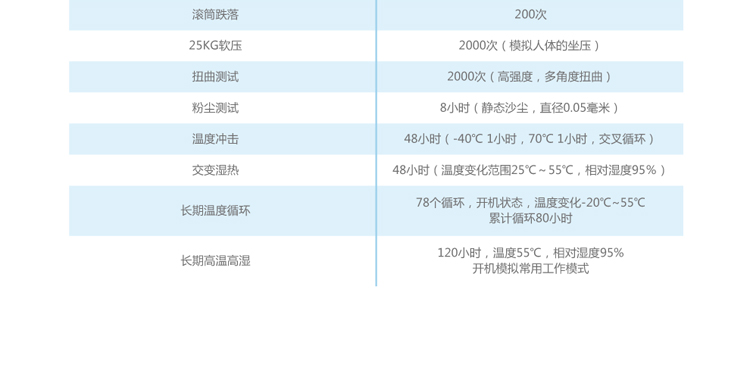 滚筒跌落 200次
25KG软压 2000次（模拟人体的坐压）
扭曲测试 2000次（高强度，多角度扭曲）
粉尘测试 8小时（静态沙尘，直径0.05毫米）
温度冲击 48小时（-40℃ 1小时，70℃ 1小时，交叉循环）
交变湿热 48小时（温度变化范围25℃～55℃，相对湿度95%）
长期温度循环 78个循环，开机状态，温度变化-20℃~55℃
累计循环80小时
长期高温高湿 120小时，温度55℃，相对湿度95%
开机模拟常用工作模式